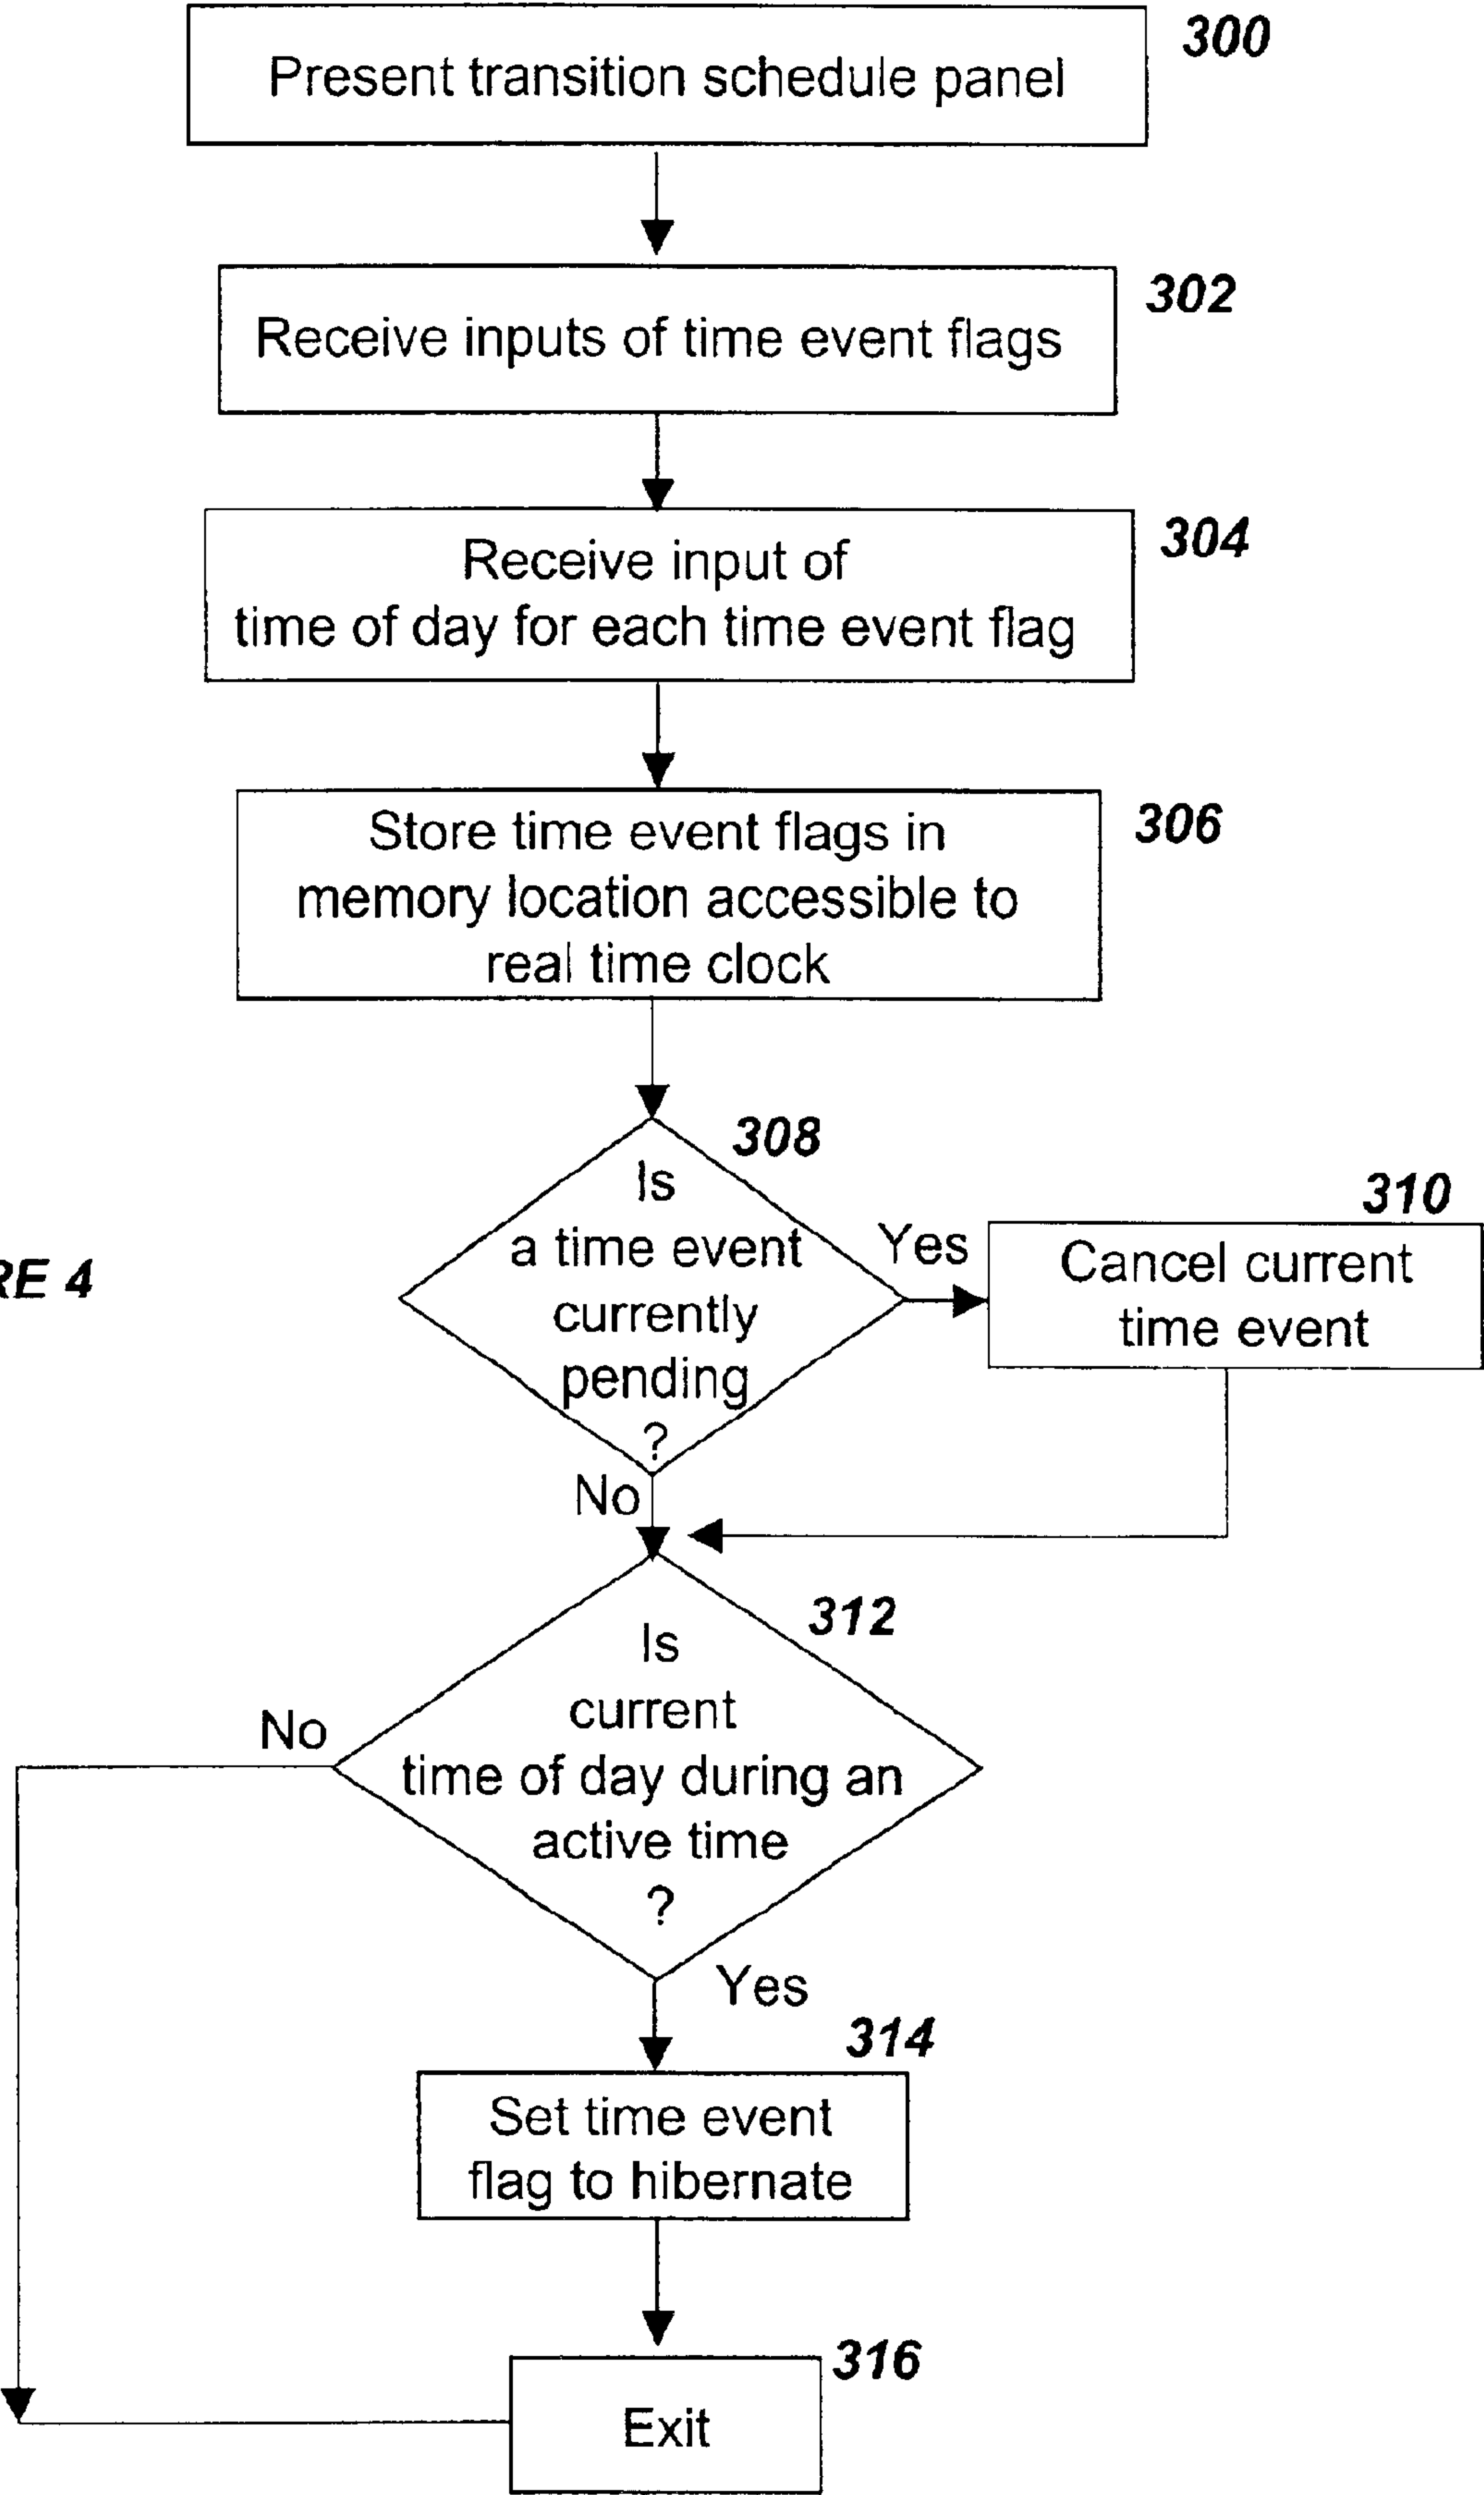 300
Present transition schedule panel
302
Receive inputs of time event flags
304
Receive input of
time of day for each time event flag
306
Store time event flags in
memory location accessible to
real time clock
308
Is
a time event
currently
pending
?
Yes
310
Cancel current
time event
RE 4
No
312
Is
current
time of day during an
active time
?
No
Yes
314
Set time event
flag to hibernate
316
Exit